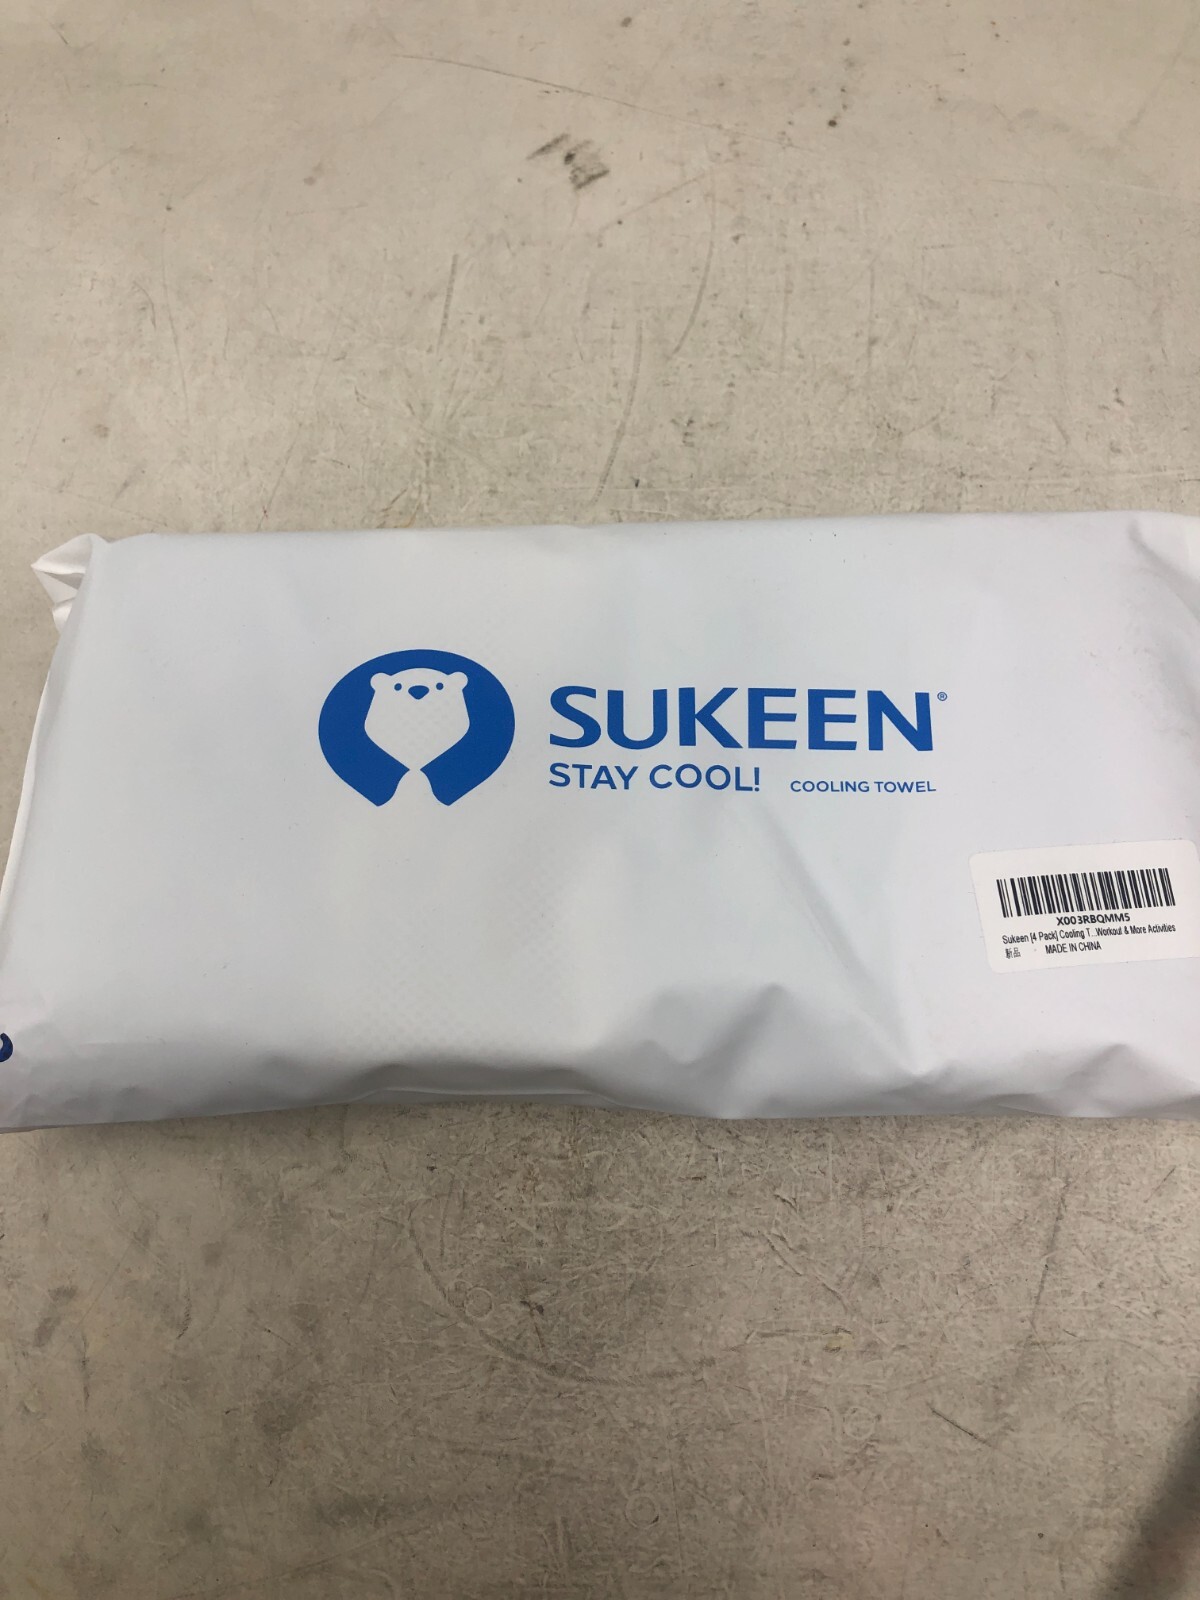 SUKEEN®
STAY COOL! COOLING TOWEL
X003RBQMM5
Sukeen [4 Pack] Cooling T...Workout & More Activities
新品 MADE IN CHINA